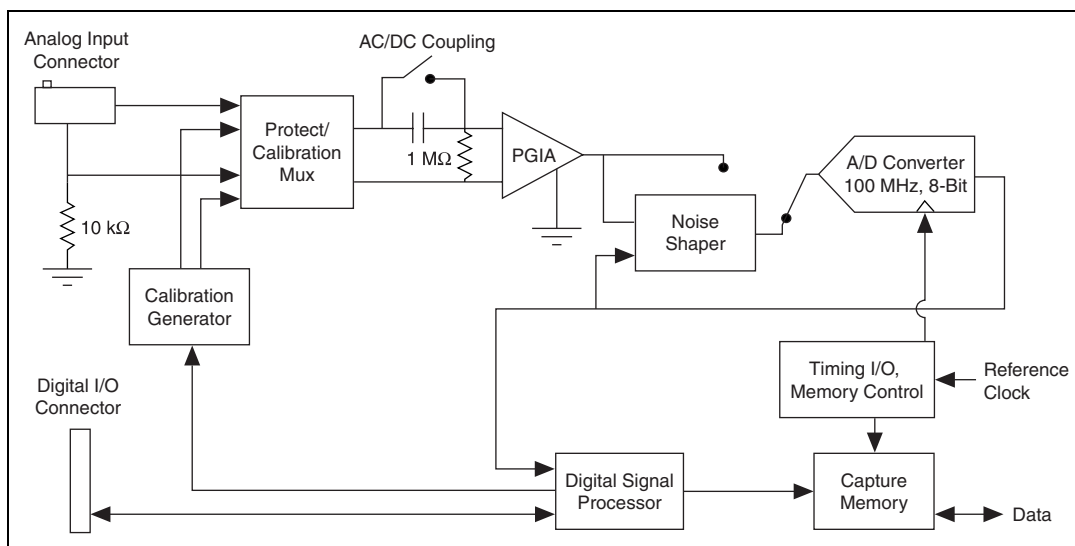 Analog Input
Connector
AC/DC Coupling
Protect/
Calibration
Mux
1 MΩ
PGIA
A/D Converter
100 MHz, 8-Bit
Noise
Shaper
10 kΩ
Calibration
Generator
Timing I/O,
Memory Control
Reference
Clock
Digital I/O
Connector
Digital Signal
Processor
Capture
Memory
Data